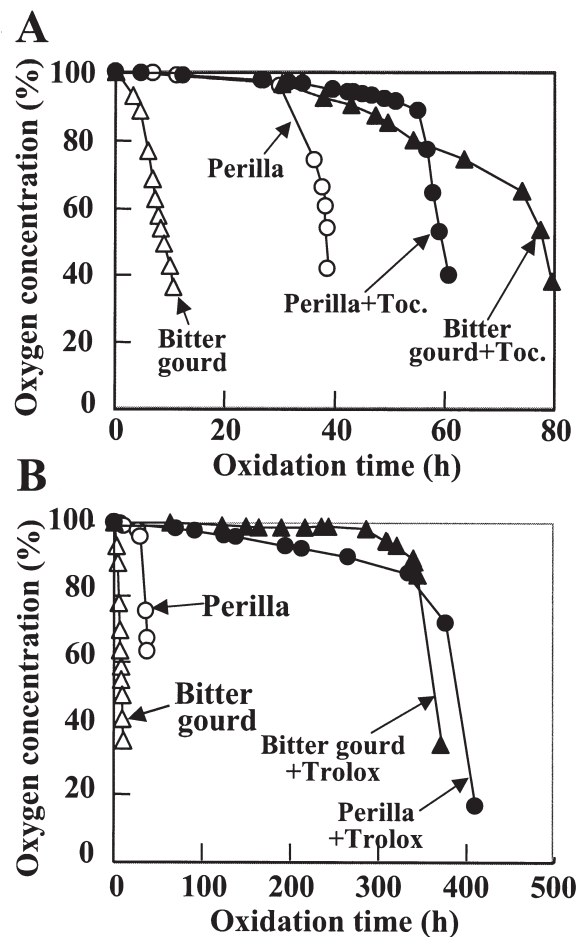 A
Oxygen concentration (%)
100
80
60
40
20
0
Perilla
Perilla+Toc.
Bitter
gourd
Bitter
gourd+Toc.
0 20 40 60 80
Oxidation time (h)
B
Oxygen concentration (%)
100
80
60
40
20
0
Perilla
Bitter
gourd
Bitter gourd
+Trolox
Perilla
+Trolox
0 100 200 300 400 500
Oxidation time (h)